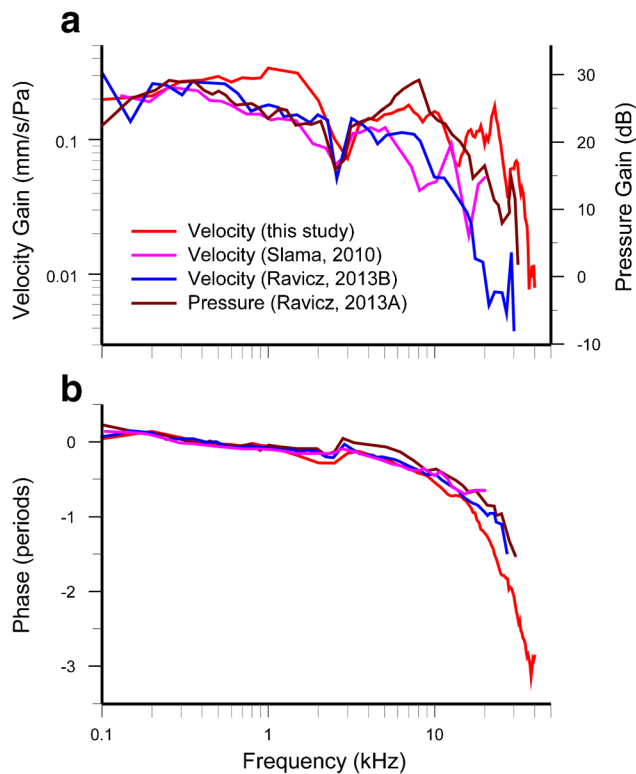 a
Velocity Gain (mm/s/Pa)
0.1
0.01
30
20
10
0
-10
Pressure Gain (dB)
Velocity (this study)
Velocity (Slama, 2010)
Velocity (Ravicz, 2013B)
Pressure (Ravicz, 2013A)
b
Phase (periods)
0
-1
-2
-3
0.1
1
10
Frequency (kHz)